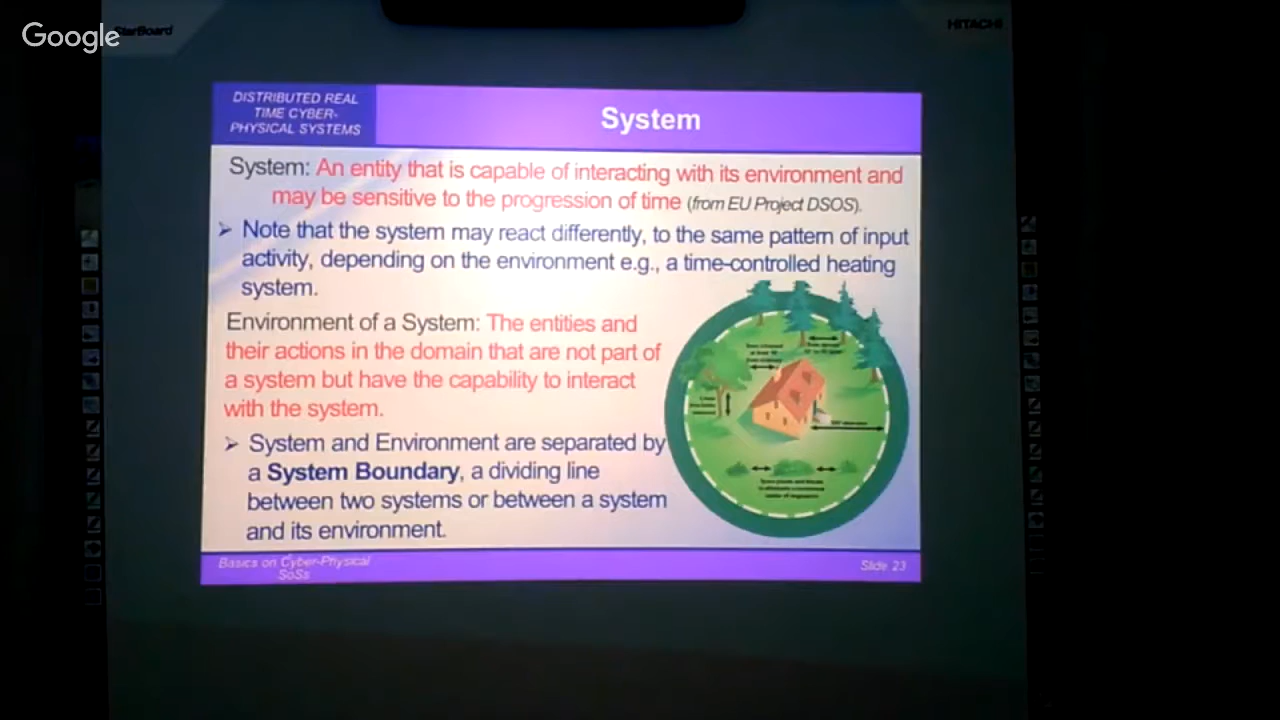 Google
StarBoard
HITACHI
DISTRIBUTED REAL
TIME CYBER-
PHYSICAL SYSTEMS
System
System: An entity that is capable of interacting with its environment and
may be sensitive to the progression of time (from EU Project DSOS).
➢ Note that the system may react differently, to the same pattern of input
activity, depending on the environment e.g., a time-controlled heating
system.
Environment of a System: The entities and
their actions in the domain that are not part of
a system but have the capability to interact
with the system.
➢ System and Environment are separated by
a System Boundary, a dividing line
between two systems or between a system
and its environment.
Basics on Cyber-Physical
SoSs
Slide 23